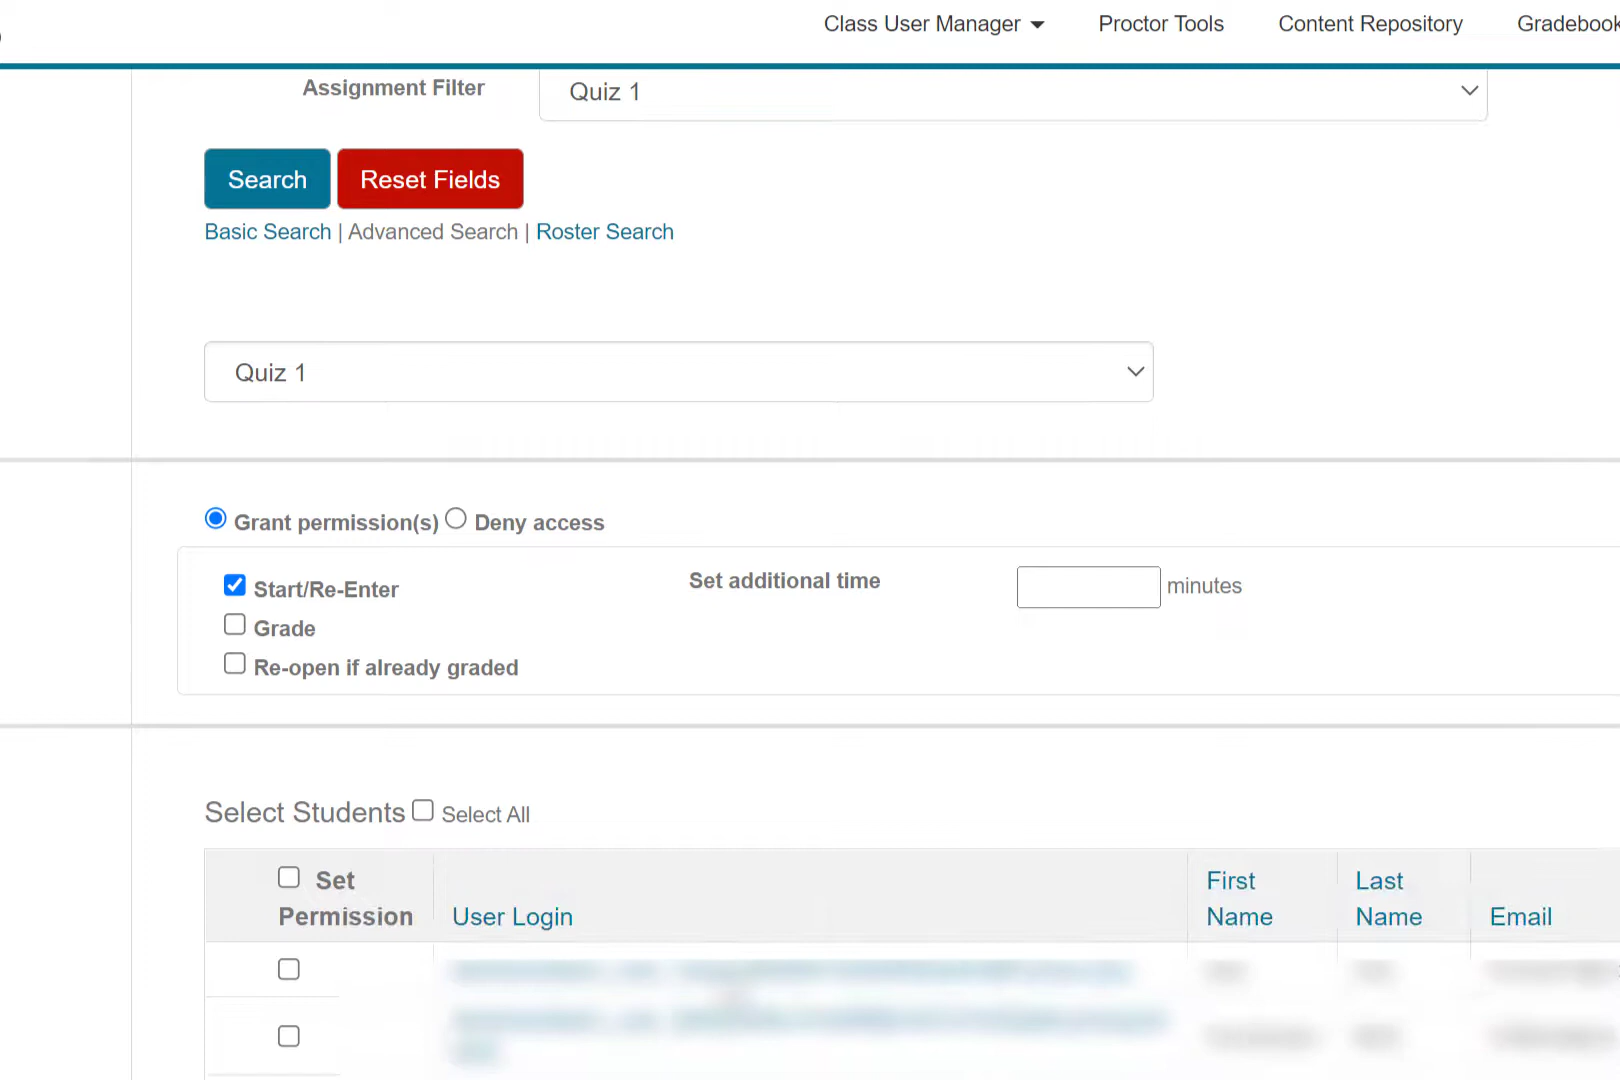 Class User Manager Proctor Tools Content Repository Gradebook
Assignment Filter Quiz 1
Search Reset Fields
Basic Search | Advanced Search | Roster Search
Quiz 1
Grant permission(s) Deny access
Start/Re-Enter Set additional time minutes
Grade
Re-open if already graded
Select Students Select All
Set Permission User Login First Name Last Name Email